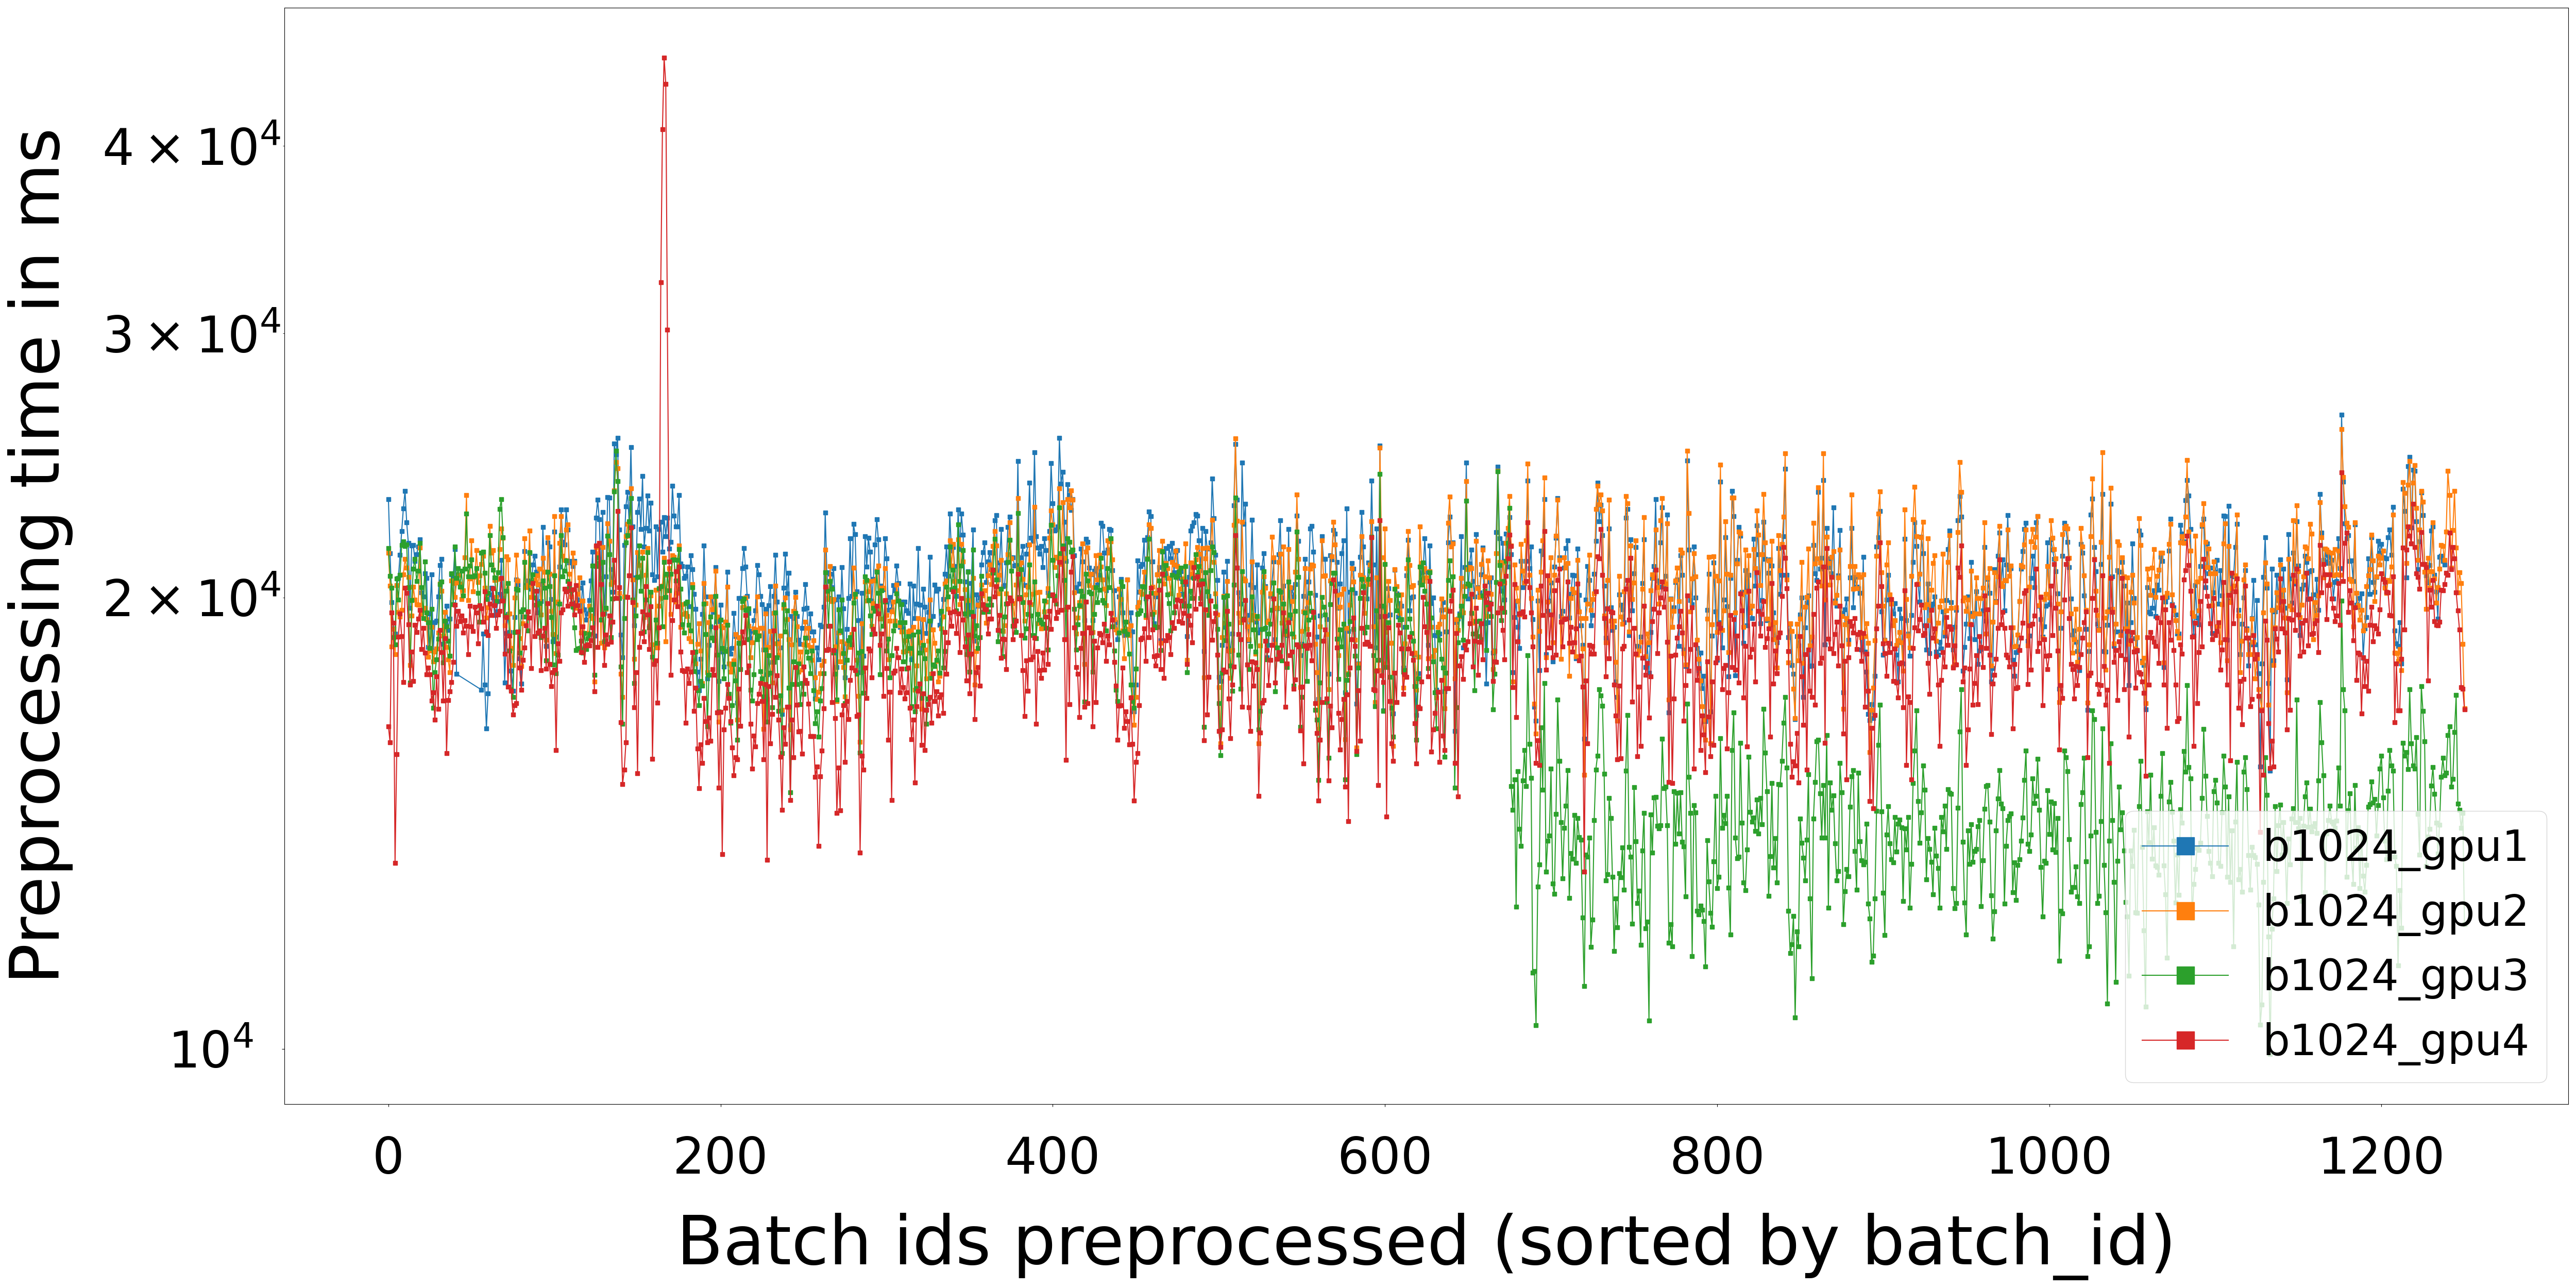 Preprocessing time in ms
4 × 10⁴
3 × 10⁴
2 × 10⁴
10⁴
0 200 400 600 800 1000 1200
Batch ids preprocessed (sorted by batch_id)
b1024_gpu1
b1024_gpu2
b1024_gpu3
b1024_gpu4